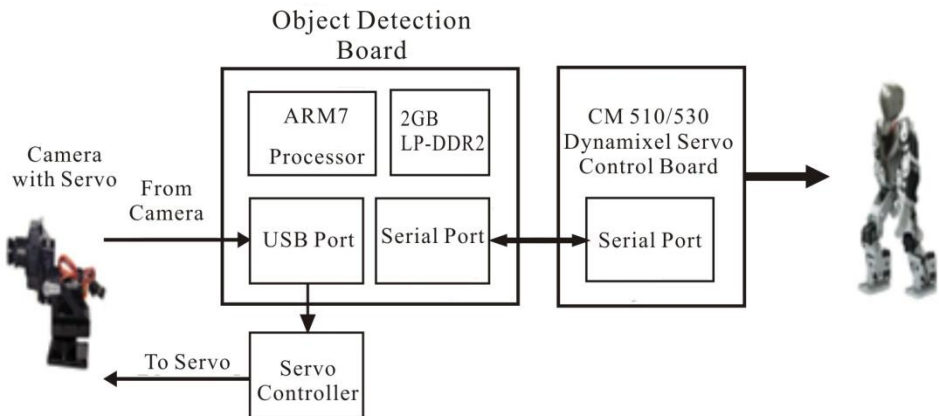 Object Detection
Board
ARM7
Processor
2GB
LP-DDR2
CM 510/530
Dynamixel Servo
Control Board
Camera
with Servo
From
Camera
USB Port
Serial Port
Serial Port
To Servo
Servo
Controller